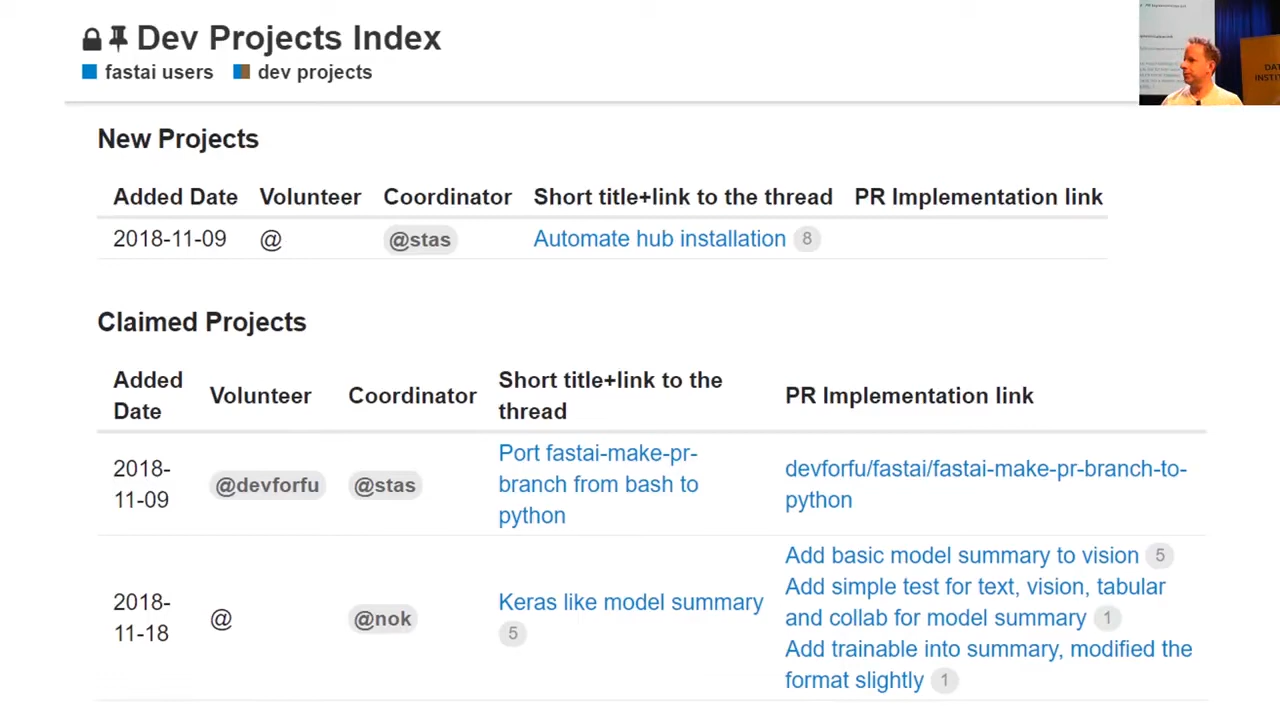 Dev Projects Index
fastai users dev projects
New Projects
Added Date Volunteer Coordinator Short title+link to the thread PR Implementation link
2018-11-09 @ @stas Automate hub installation 8
Claimed Projects
Added Date Volunteer Coordinator Short title+link to the thread PR Implementation link
2018-11-09 @devforfu @stas Port fastai-make-pr-branch from bash to python devforfu/fastai/fastai-make-pr-branch-to-python
2018-11-18 @ @nok Keras like model summary 5 Add basic model summary to vision 5
Add simple test for text, vision, tabular and collab for model summary 1
Add trainable into summary, modified the format slightly 1